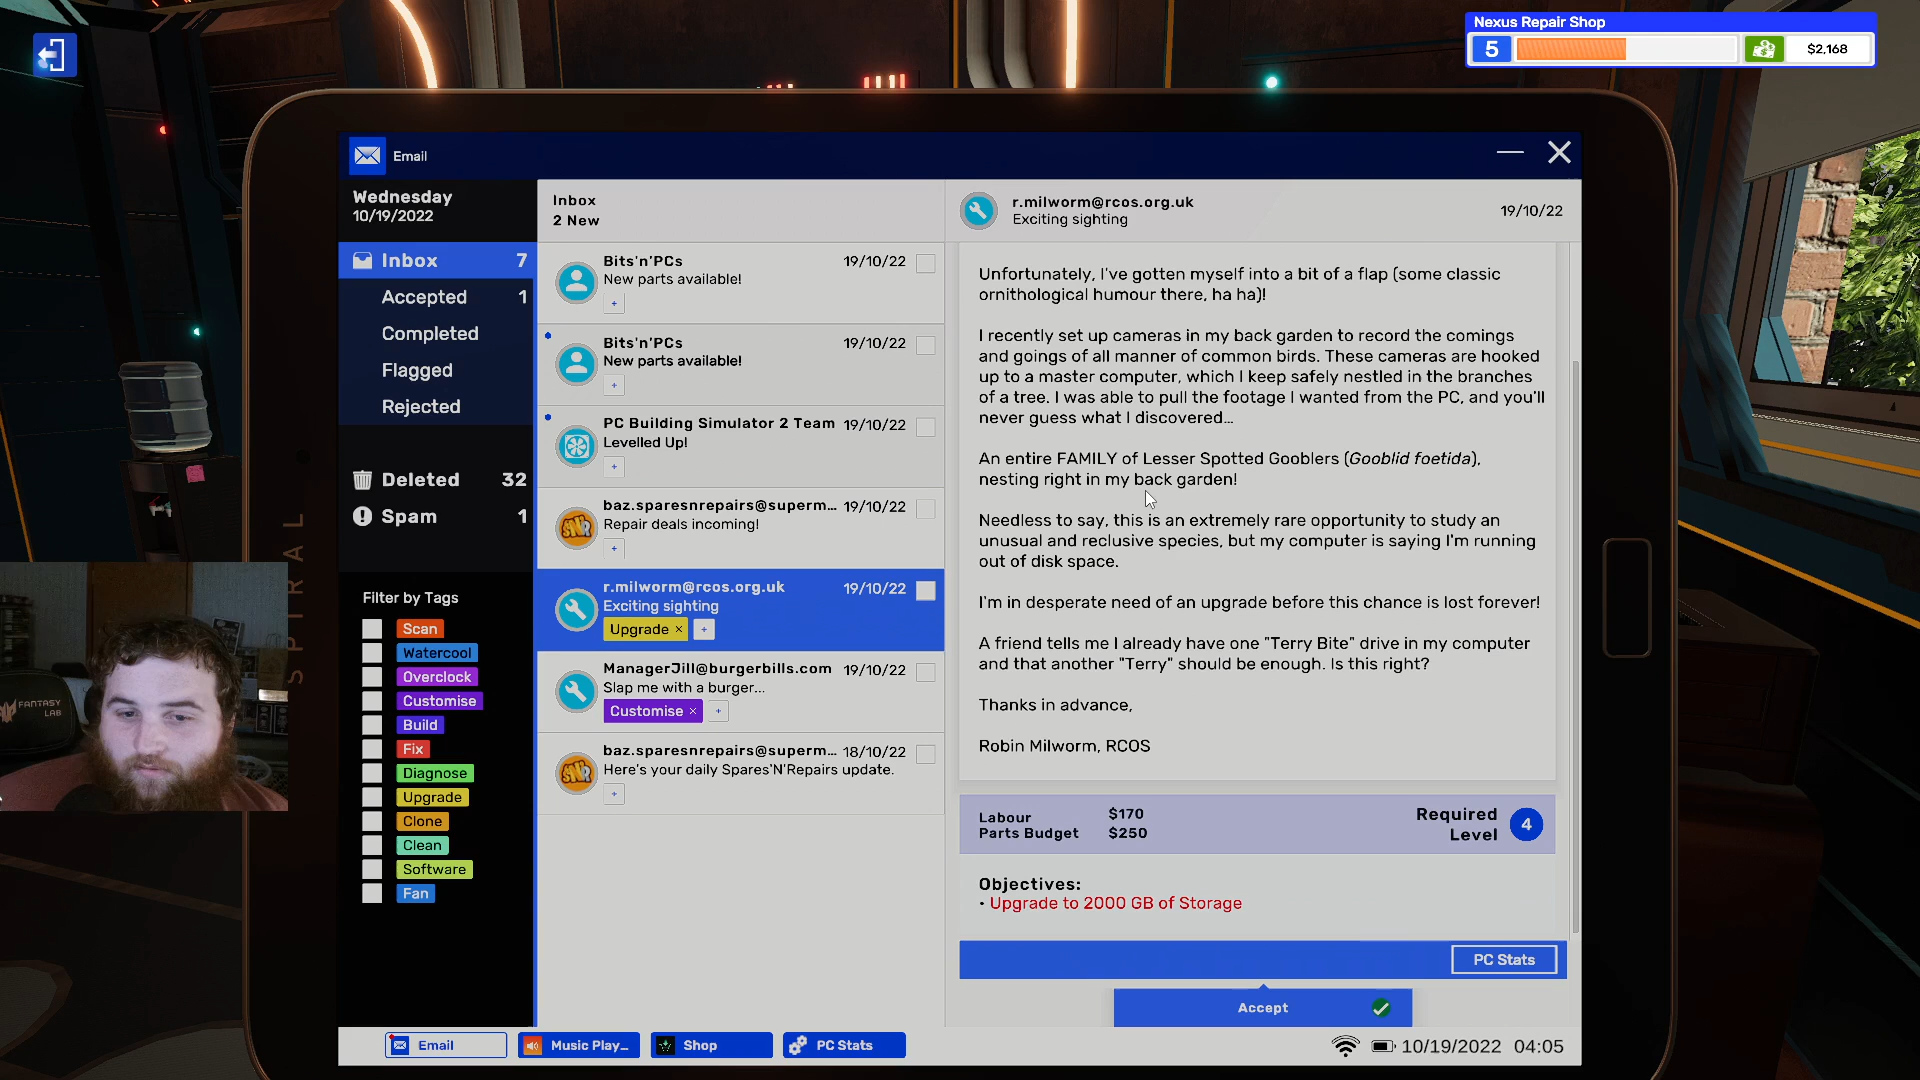 Nexus Repair Shop
5
$2,168
Email
Wednesday
10/19/2022
Inbox 7
Accepted 1
Completed
Flagged
Rejected
Deleted 32
Spam 1
Filter by Tags
Scan
Watercool
Overclock
Customise
Build
Fix
Diagnose
Upgrade
Clone
Clean
Software
Fan
Inbox
2 New
Bits'n'PCs 19/10/22
New parts available!
+
Bits'n'PCs 19/10/22
New parts available!
+
PC Building Simulator 2 Team 19/10/22
Levelled Up!
+
baz.sparesnrepairs@superm... 19/10/22
Repair deals incoming!
+
r.milworm@rcos.org.uk 19/10/22
Exciting sighting
Upgrade × +
ManagerJill@burgerbills.com 19/10/22
Slap me with a burger...
Customise × +
baz.sparesnrepairs@superm... 18/10/22
Here's your daily Spares'N'Repairs update.
+
r.milworm@rcos.org.uk
Exciting sighting
19/10/22
Unfortunately, I've gotten myself into a bit of a flap (some classic
ornithological humour there, ha ha)!
I recently set up cameras in my back garden to record the comings
and goings of all manner of common birds. These cameras are hooked
up to a master computer, which I keep safely nestled in the branches
of a tree. I was able to pull the footage I wanted from the PC, and you'll
never guess what I discovered...
An entire FAMILY of Lesser Spotted Gooblers (Gooblid foetida),
nesting right in my back garden!
Needless to say, this is an extremely rare opportunity to study an
unusual and reclusive species, but my computer is saying I'm running
out of disk space.
I'm in desperate need of an upgrade before this chance is lost forever!
A friend tells me I already have one "Terry Bite" drive in my computer
and that another "Terry" should be enough. Is this right?
Thanks in advance,
Robin Milworm, RCOS
Labour $170
Parts Budget $250
Required
Level 4
Objectives:
• Upgrade to 2000 GB of Storage
PC Stats
Accept
Email
Music Play...
Shop
PC Stats
10/19/2022 04:05
SPIRAL
FANTASY
LAB
SNR
SNR